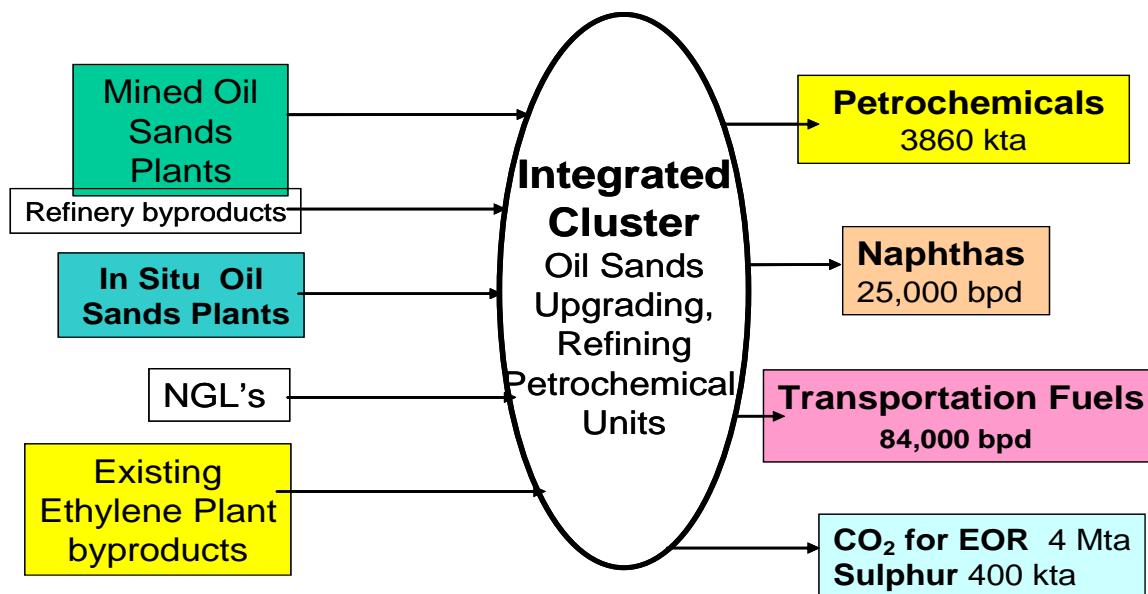 Mined Oil
Sands
Plants
Refinery byproducts
In Situ Oil
Sands Plants
NGL's
Existing
Ethylene Plant
byproducts
Integrated
Cluster
Oil Sands
Upgrading,
Refining
Petrochemical
Units
Petrochemicals
3860 kta
Naphthas
25,000 bpd
Transportation Fuels
84,000 bpd
CO₂ for EOR 4 Mta
Sulphur 400 kta